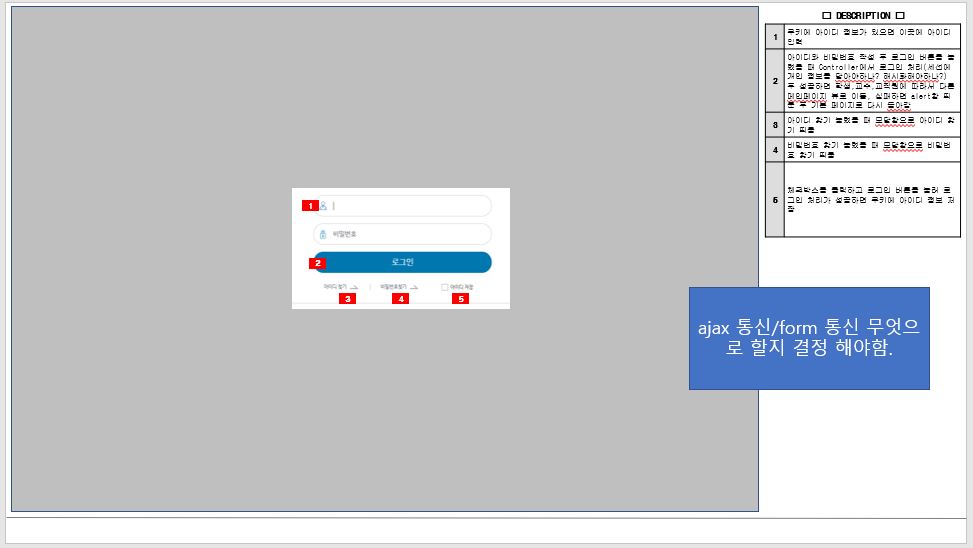 □ DESCRIPTION □
1
쿠키에 아이디 정보가 있으면 이곳에 아이디
입력
2
아이디와 비밀번호 작성 후 로그인 버튼을 눌
렀을 때 Controller에서 로그인 처리(세션에
개인 정보를 담아야하나? 해시화해야하나?)
후 성공하면 학생,교수,교직원에 따라서 다른
메인페이지 뷰로 이동, 실패하면 alert창 띄
운 후 기본 페이지로 다시 돌아감
3
아이디 찾기 눌렀을 때 모달창으로 아이디 찾
기 띄움
4
비밀번호 찾기 눌렀을 때 모달창으로 비밀번
호 찾기 띄움
5
체크박스를 클릭하고 로그인 버튼을 눌러 로
그인 처리가 성공하면 쿠키에 아이디 정보 저
장
1
비밀번호
2 로그인
아이디 찾기 | 비밀번호찾기 아이디 저장
3 4 5
ajax 통신/form 통신 무엇으
로 할지 결정 해야함.